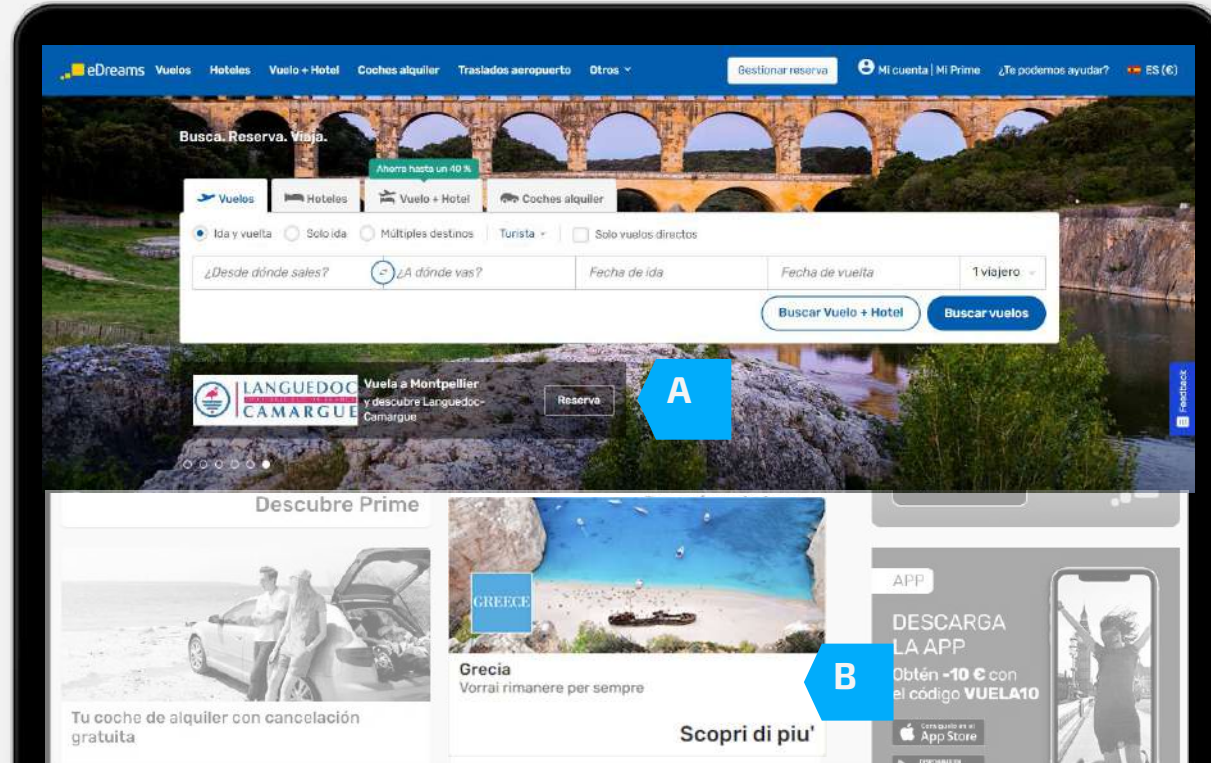 eDreams Vuelos Hoteles Vuelo + Hotel Coches alquiler Traslados aeropuerto Otros Gestionar reserva Mi cuenta | Mi Prime ¿Te podemos ayudar? ES (€)
Busca. Reserva. Viaja.
Ahorra hasta un 40 %
Vuelos Hoteles Vuelo + Hotel Coches alquiler
Ida y vuelta Solo ida Múltiples destinos Turista Solo vuelos directos
¿Desde dónde sales? ¿A dónde vas? Fecha de ida Fecha de vuelta 1 viajero
Buscar Vuelo + Hotel Buscar vuelos
LANGUEDOC
CAMARGUE
Vuela a Montpellier
y descubre Languedoc-
Camargue
Reserva
A
Feedback
Descubre Prime
GREECE
Grecia
Vorrai rimanere per sempre
Scopri di piu'
B
Tu coche de alquiler con cancelación
gratuita
APP
DESCARGA
LA APP
Obtén -10 € con
el código VUELA10
Consíguelo en el
App Store